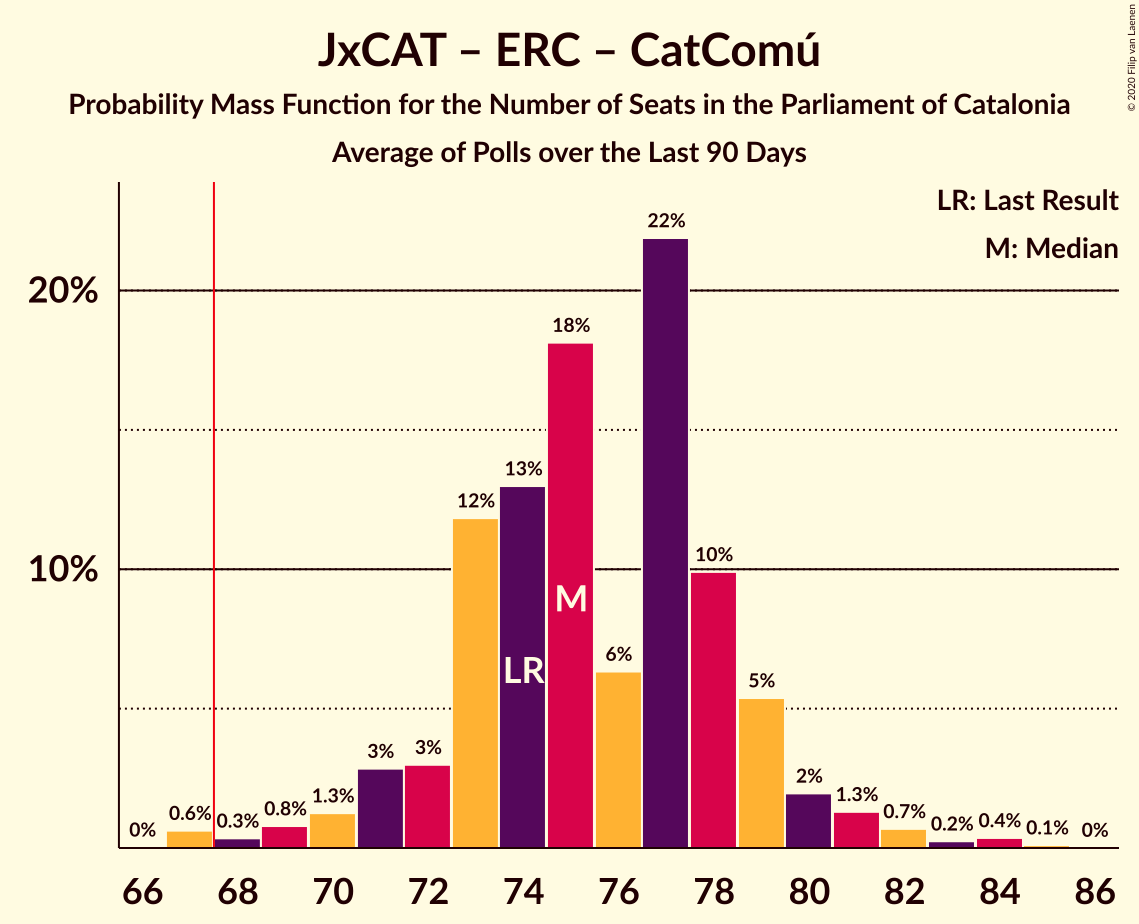 JxCAT – ERC – CatComú
Probability Mass Function for the Number of Seats in the Parliament of Catalonia
Average of Polls over the Last 90 Days
© 2020 Filip van Laenen
LR: Last Result
M: Median
20%
10%
0%
0.6%
0.3%
0.8%
1.3%
3%
3%
12%
13%
18%
6%
22%
10%
5%
2%
1.3%
0.7%
0.2%
0.4%
0.1%
0%
LR
M
66 68 70 72 74 76 78 80 82 84 86